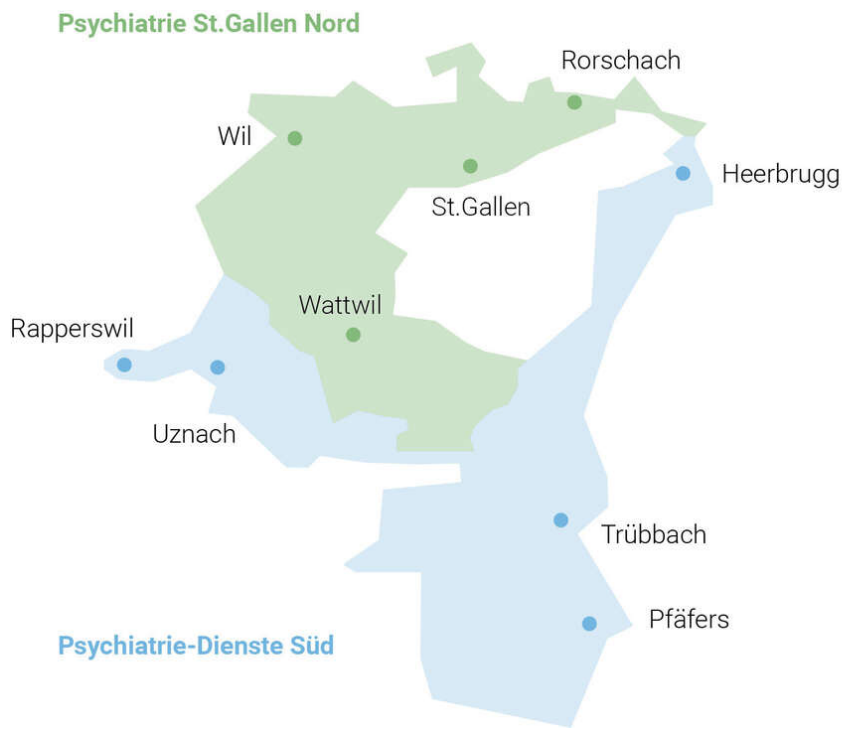 Psychiatrie St.Gallen Nord
Rorschach
Wil
Heerbrugg
St.Gallen
Wattwil
Rapperswil
Uznach
Trübbach
Pfäfers
Psychiatrie-Dienste Süd